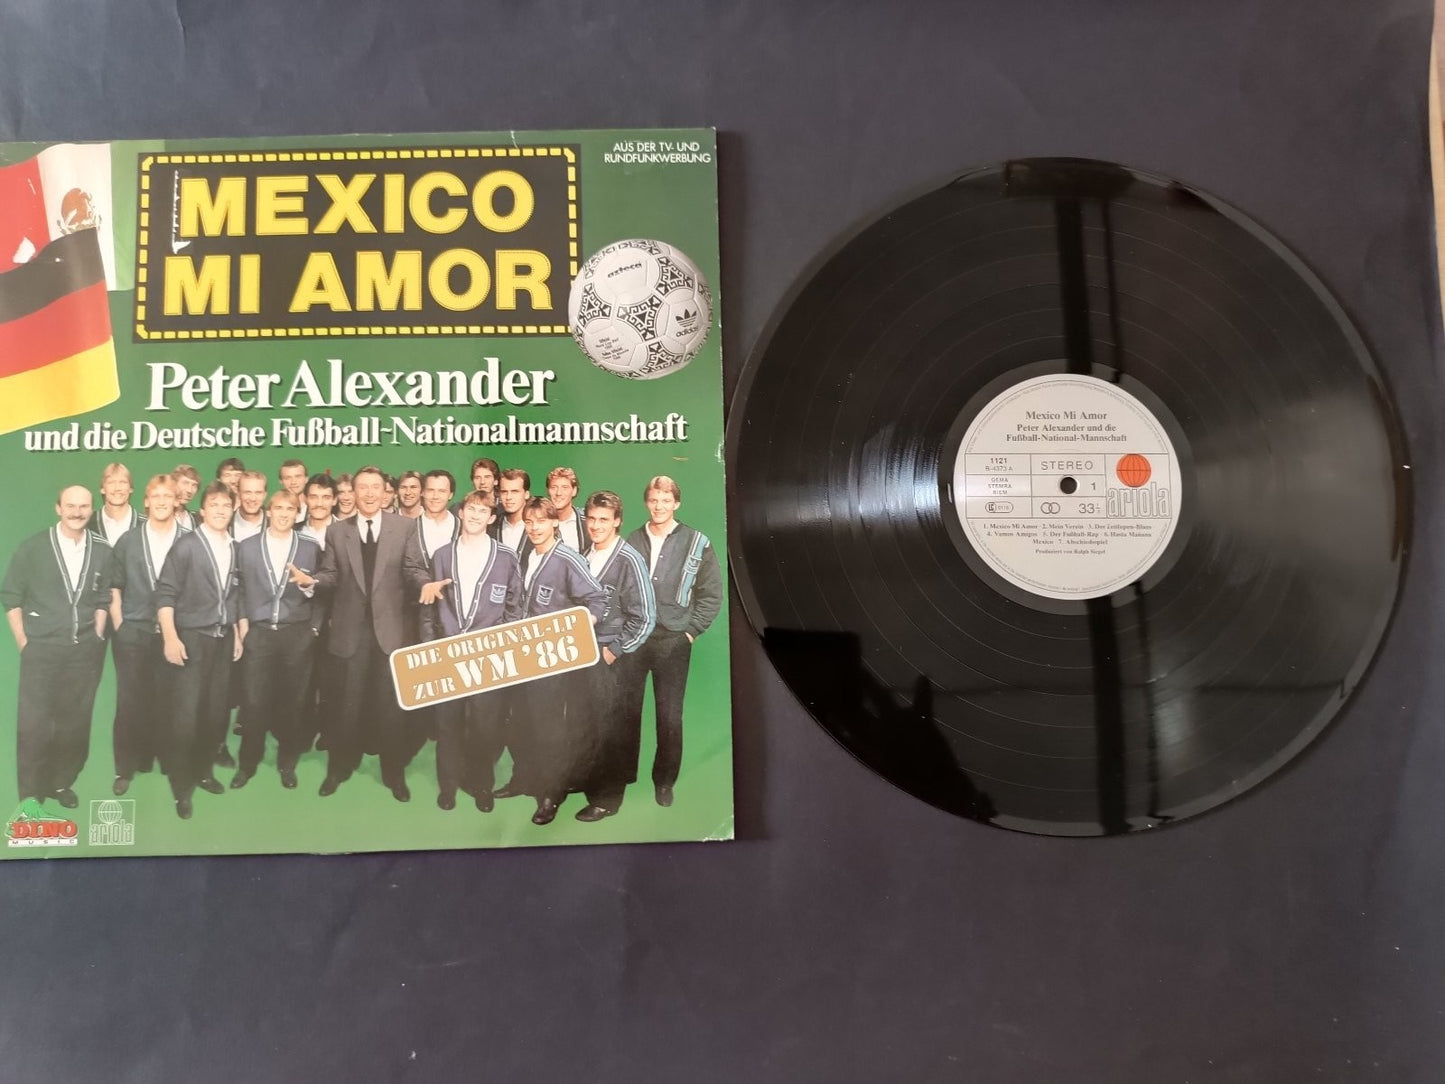 AUS DER TV- UND
RUNDFUNKWERBUNG
MEXICO
MI AMOR
azteca
adidas
Peter Alexander
und die Deutsche Fußball-Nationalmannschaft
DIE ORIGINAL-LP
ZUR WM '86
DINO
MUSIC
ariola
Mexico Mi Amor
Peter Alexander und die
Fußball-National-Mannschaft
1121
B-4373 A
STEREO
GEMA
STEMRA
BIEM
1
33⅓
ariola
1. Mexico Mi Amor 2. Mein Verein 3. Der Zeitlupen-Blues
4. Vamos Amigos 5. Der Fußball-Rap 6. Hasta Mañana
Mexico 7. Abschiedsspiel
Produziert von Ralph Siegel